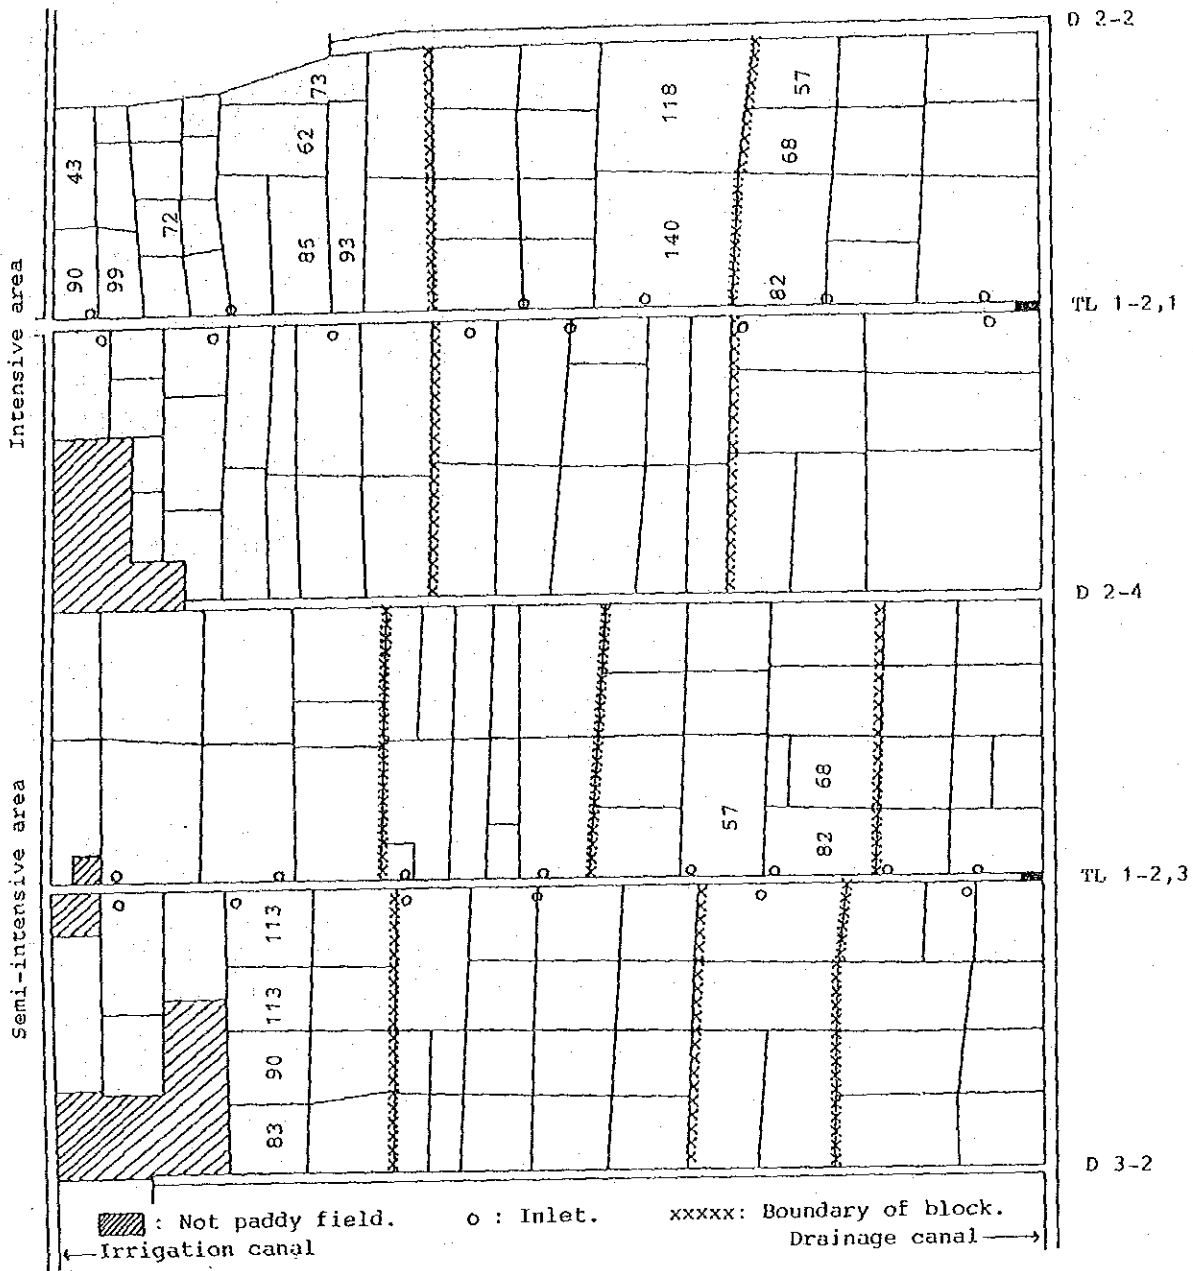 D 2-2
73
57
118
62
68
43
72
140
85
93
90
99
82
TL 1-2,1
Intensive area
D 2-4
68
57
82
TL 1-2,3
Semi-intensive area
113
113
90
83
D 3-2
: Not paddy field.
o : Inlet.
xxxxx: Boundary of block.
←Irrigation canal
Drainage canal→